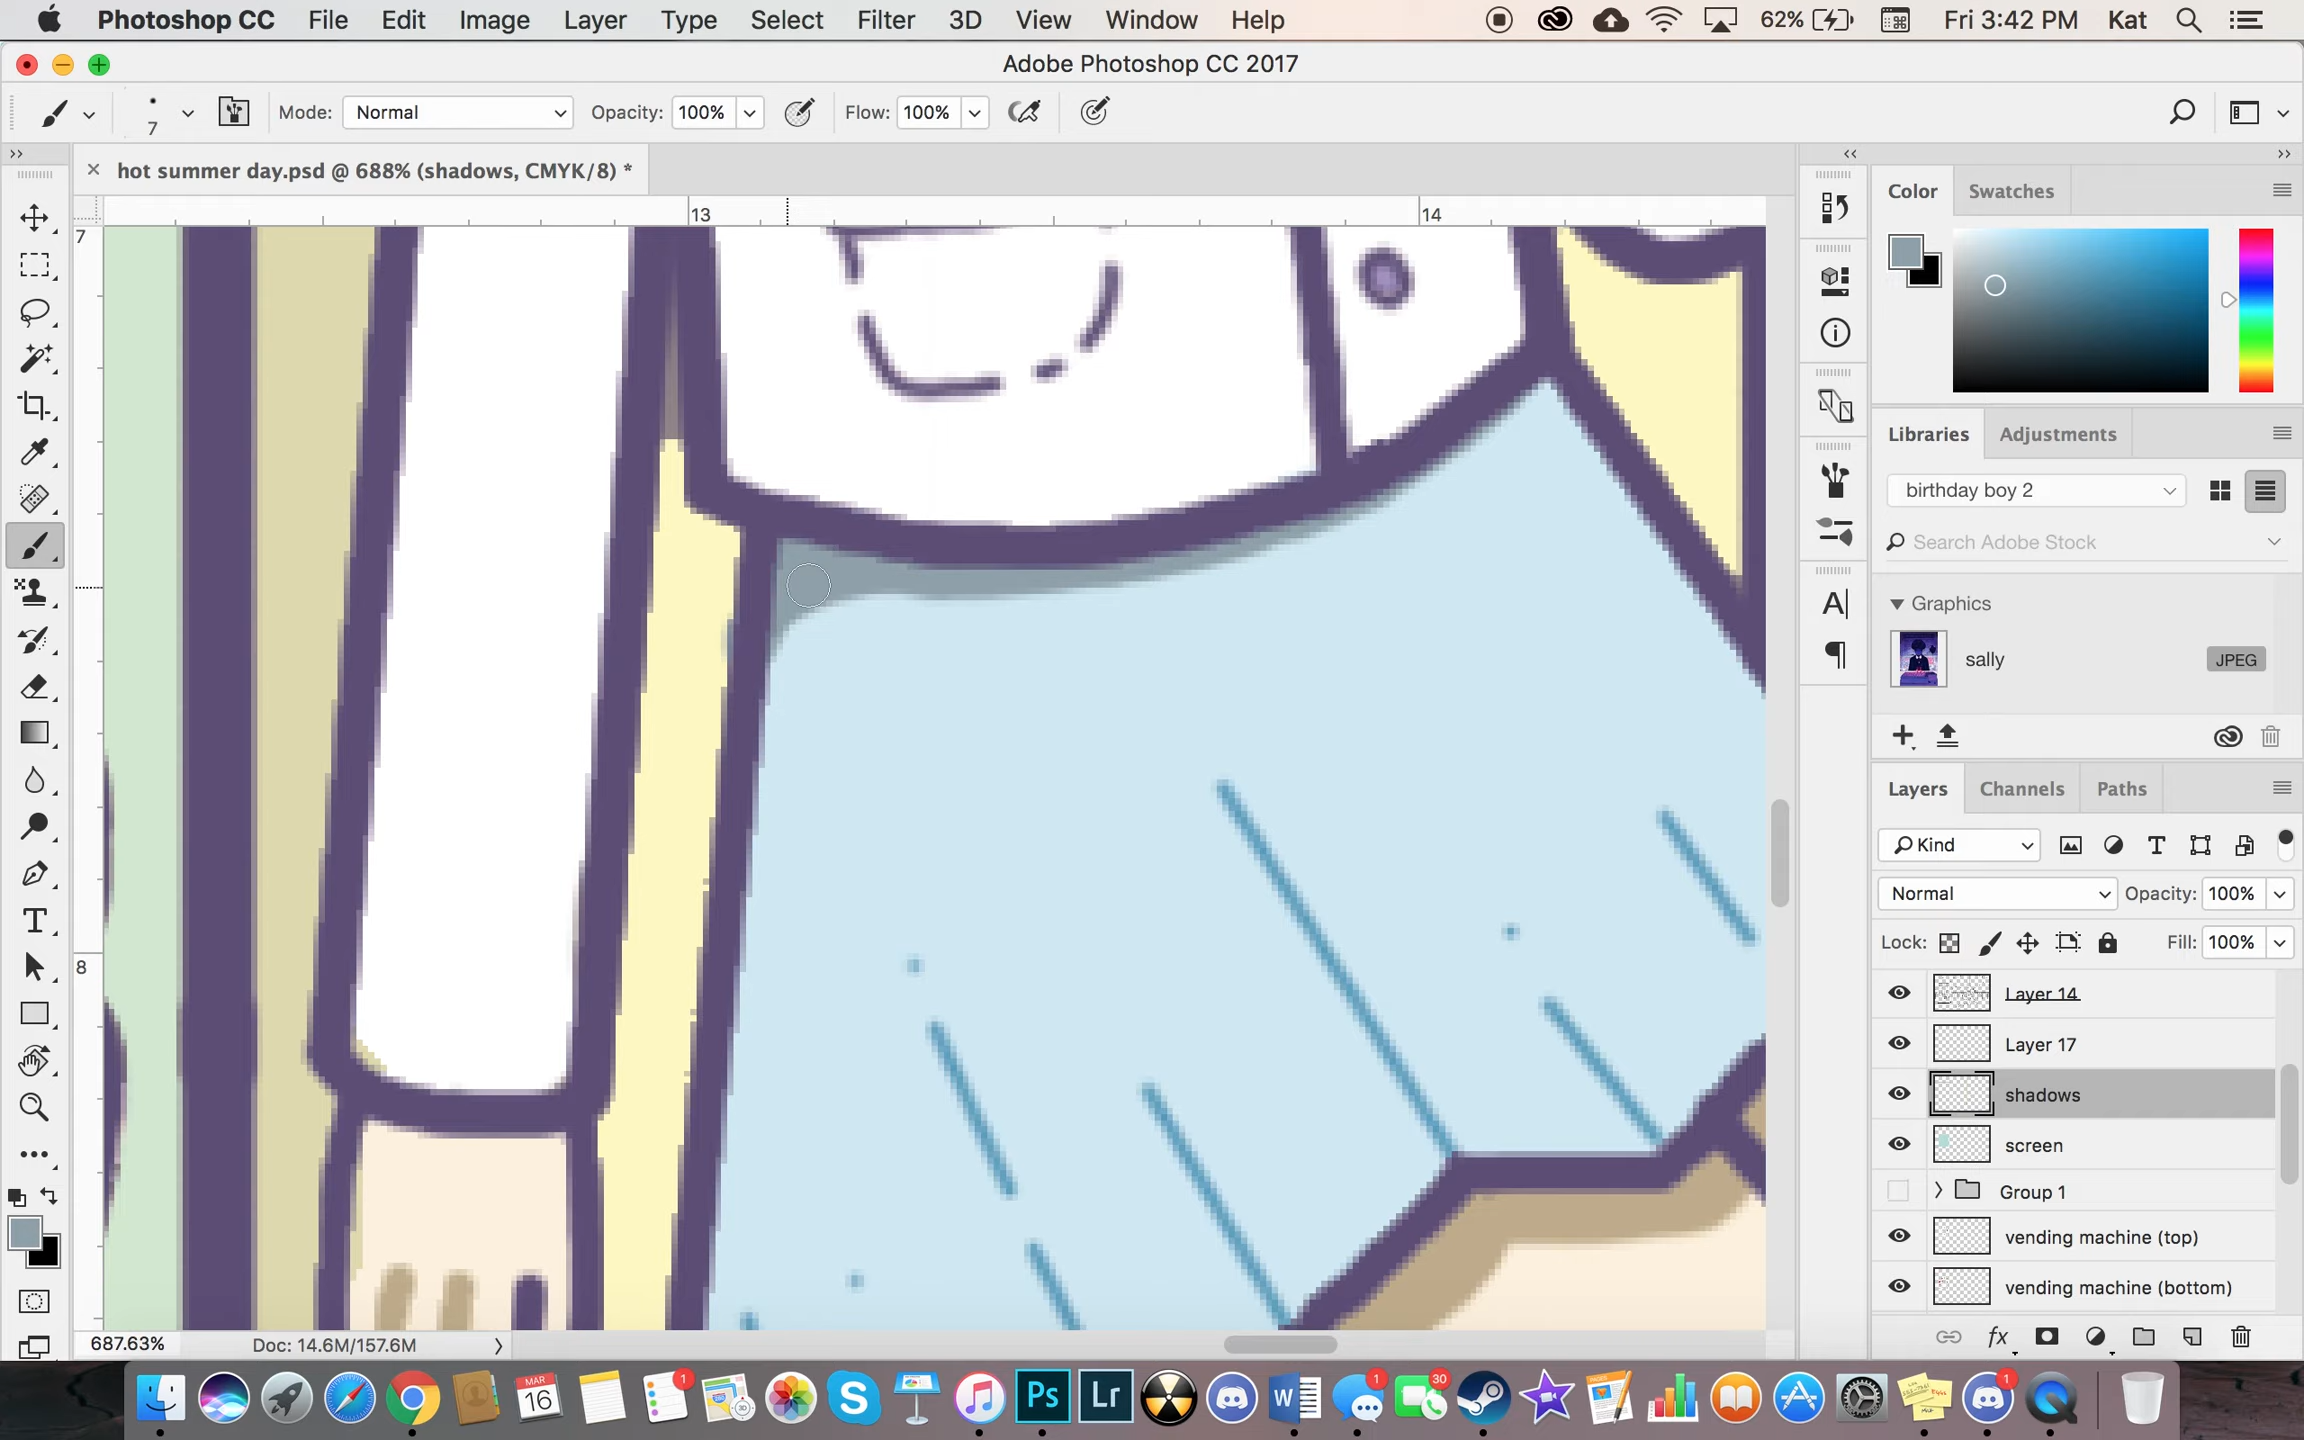 Photoshop CC File Edit Image Layer Type Select Filter 3D View Window Help 62% Fri 3:42 PM Kat
Adobe Photoshop CC 2017
7 Mode: Normal Opacity: 100% Flow: 100%
hot summer day.psd @ 688% (shadows, CMYK/8) *
13 14
7
8
Color Swatches
Libraries Adjustments
birthday boy 2
Search Adobe Stock
Graphics
sally JPEG
Layers Channels Paths
Kind
Normal Opacity: 100%
Lock: Fill: 100%
Layer 14
Layer 17
shadows
screen
Group 1
vending machine (top)
vending machine (bottom)
687.63% Doc: 14.6M/157.6M
MAR
16
1
Ps
Lr
1
30
1